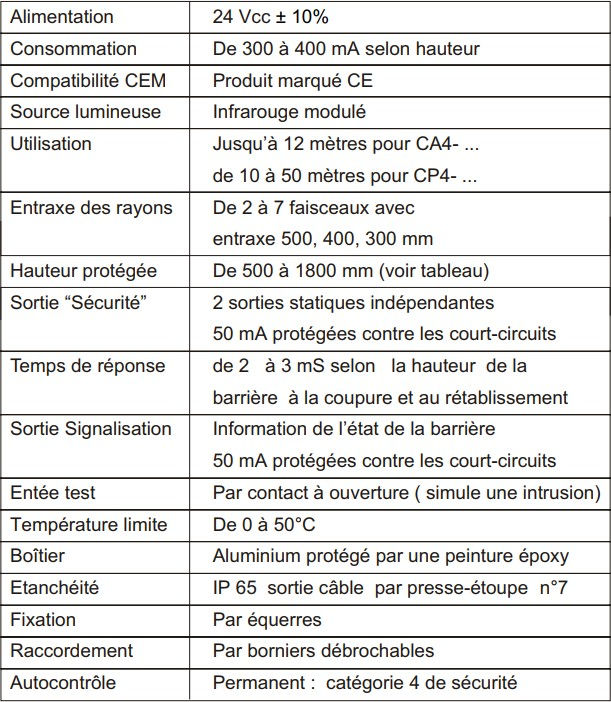 Alimentation 24 Vcc ± 10%
Consommation De 300 à 400 mA selon hauteur
Compatibilité CEM Produit marqué CE
Source lumineuse Infrarouge modulé
Utilisation Jusqu'à 12 mètres pour CA4- ...
de 10 à 50 mètres pour CP4- ...
Entraxe des rayons De 2 à 7 faisceaux avec
entraxe 500, 400, 300 mm
Hauteur protégée De 500 à 1800 mm (voir tableau)
Sortie “Sécurité” 2 sorties statiques indépendantes
50 mA protégées contre les court-circuits
Temps de réponse de 2 à 3 mS selon la hauteur de la
barrière à la coupure et au rétablissement
Sortie Signalisation Information de l'état de la barrière
50 mA protégées contre les court-circuits
Entée test Par contact à ouverture ( simule une intrusion)
Température limite De 0 à 50°C
Boîtier Aluminium protégé par une peinture époxy
Etanchéité IP 65 sortie câble par presse-étoupe n°7
Fixation Par équerres
Raccordement Par borniers débrochables
Autocontrôle Permanent : catégorie 4 de sécurité